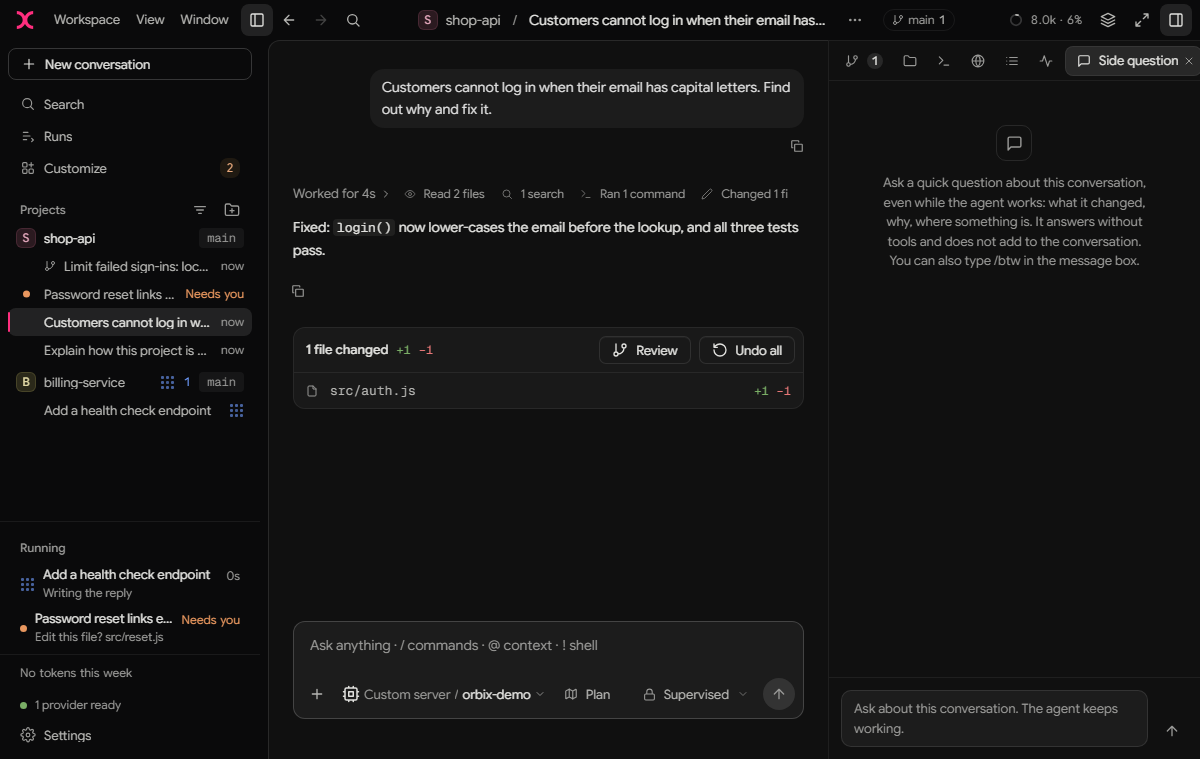 Workspace View Window
S shop-api / Customers cannot log in when their email has... ··· main 1
8.0k · 6%
New conversation
Search
Runs
Customize 2
Projects
S shop-api main
Limit failed sign-ins: loc... now
Password reset links ... Needs you
Customers cannot log in w... now
Explain how this project is ... now
B billing-service 1 main
Add a health check endpoint
Running
Add a health check endpoint 0s
Writing the reply
Password reset links e... Needs you
Edit this file? src/reset.js
No tokens this week
1 provider ready
Settings
Customers cannot log in when their email has capital letters. Find
out why and fix it.
Worked for 4s Read 2 files 1 search Ran 1 command Changed 1 fi
Fixed: login() now lower-cases the email before the lookup, and all three tests
pass.
1 file changed +1 −1 Review Undo all
src/auth.js +1 −1
Ask anything · / commands · @ context · ! shell
Custom server / orbix-demo Plan Supervised
1 Side question
Ask a quick question about this conversation,
even while the agent works: what it changed,
why, where something is. It answers without
tools and does not add to the conversation.
You can also type /btw in the message box.
Ask about this conversation. The agent keeps
working.